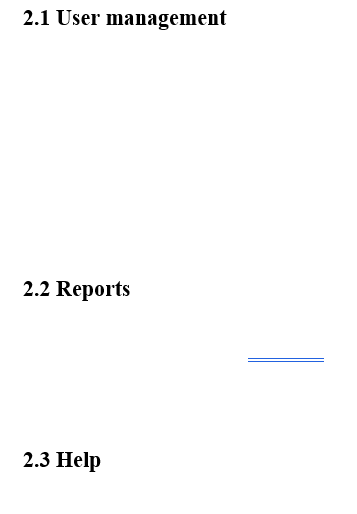 2.1 User management
2.2 Reports
2.3 Help